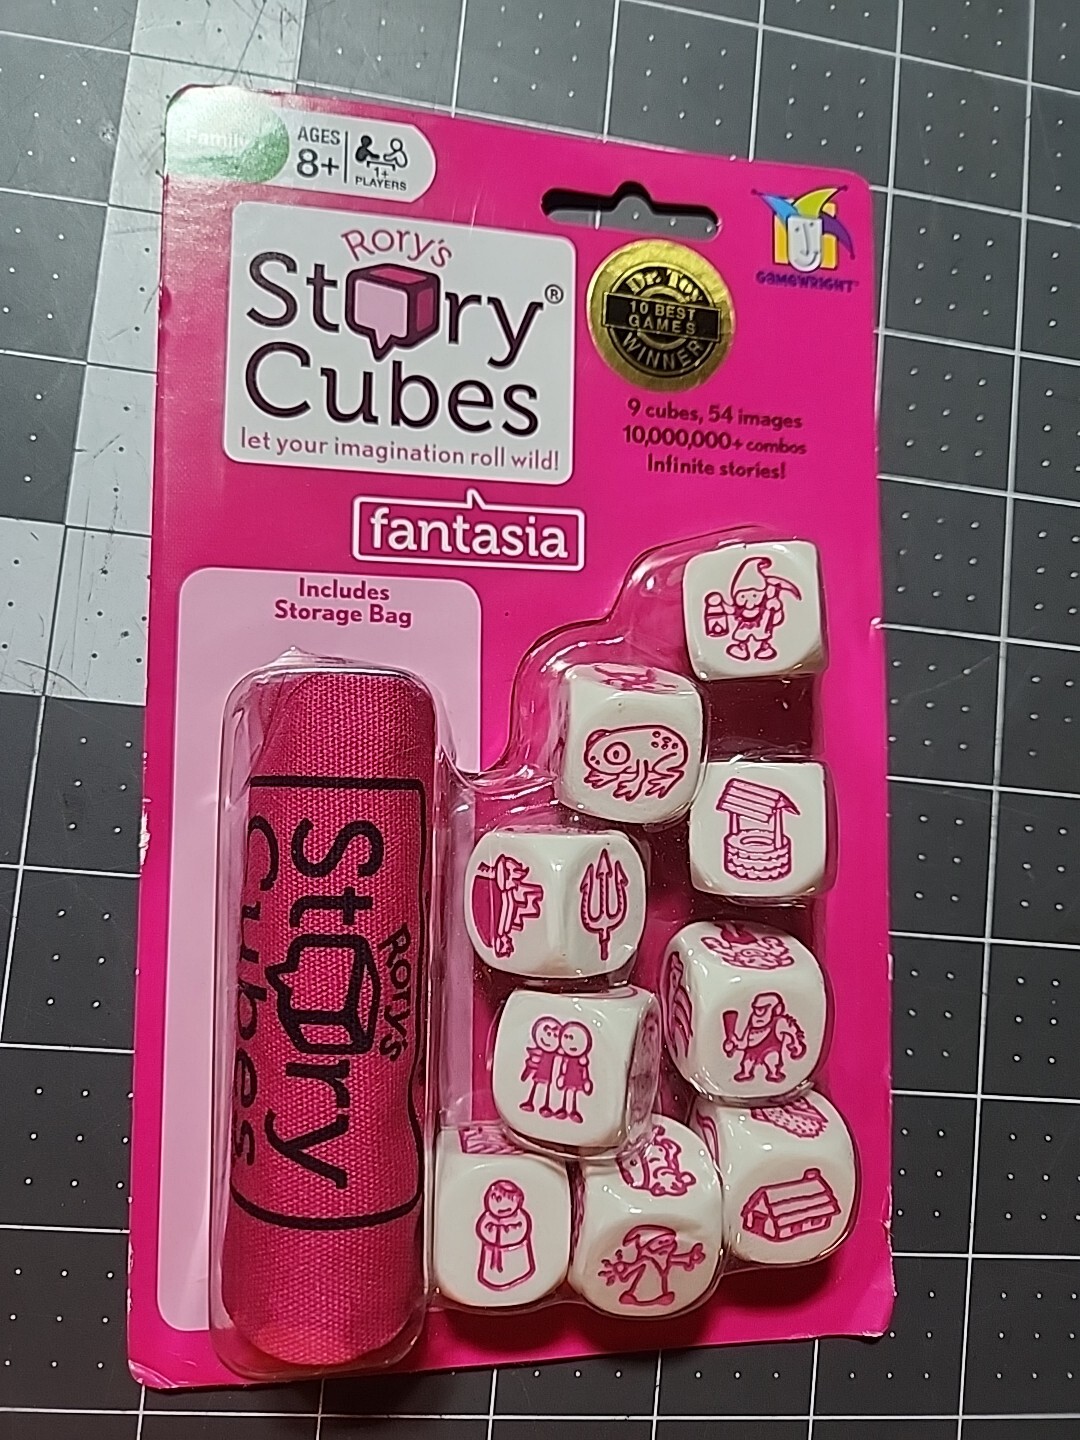 Family
AGES
8+
1+
PLAYERS
Rory's
Story®
Cubes
let your imagination roll wild!
fantasia
Dr. Toy
10 BEST
GAMES
WINNER
GAMEWRIGHT
9 cubes, 54 images
10,000,000+ combos
Infinite stories!
Includes
Storage Bag
Rory's
Story
Cubes